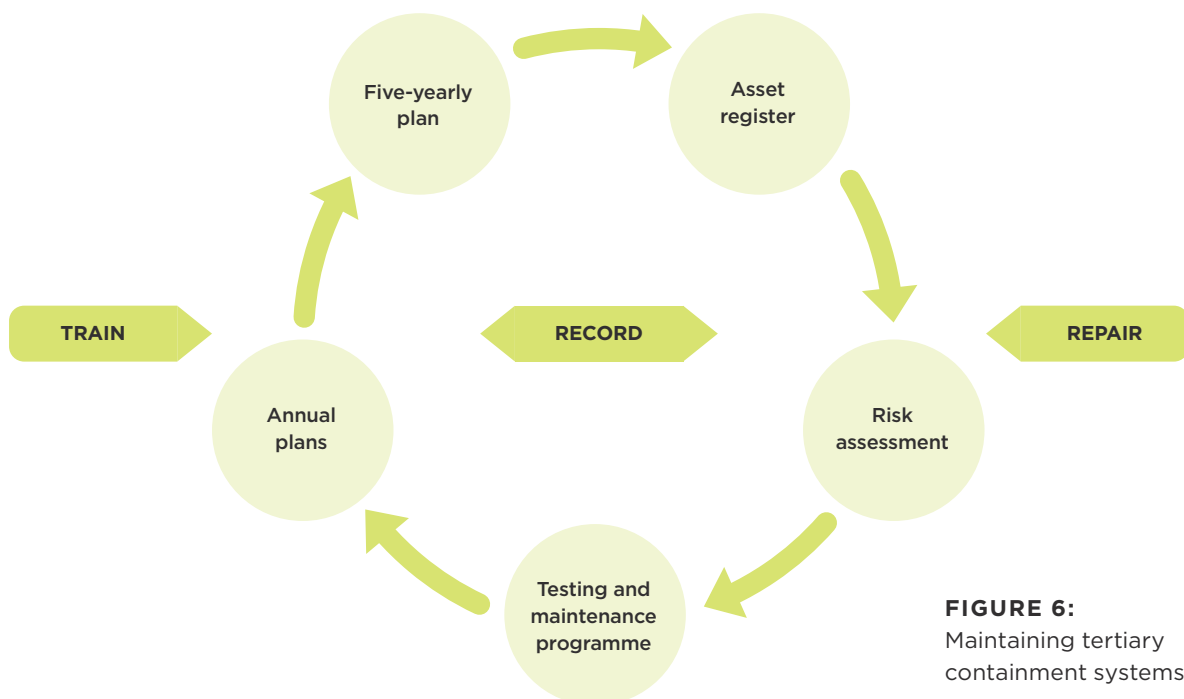 Five-yearly
plan
Asset
register
TRAIN
RECORD
REPAIR
Annual
plans
Risk
assessment
Testing and
maintenance
programme
FIGURE 6:
Maintaining tertiary
containment systems